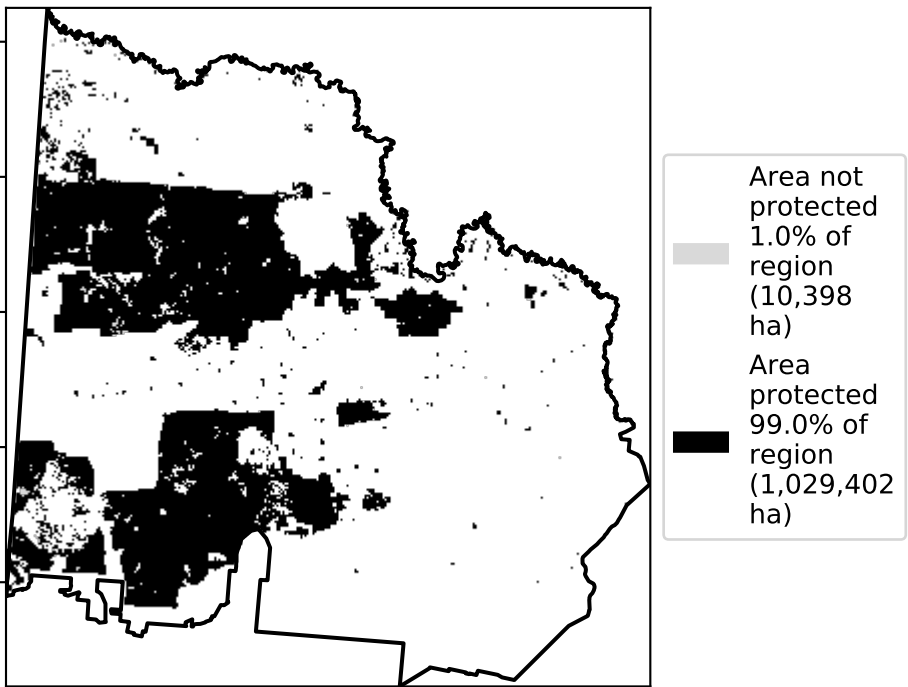 Area not
protected
1.0% of
region
(10,398
ha)
Area
protected
99.0% of
region
(1,029,402
ha)